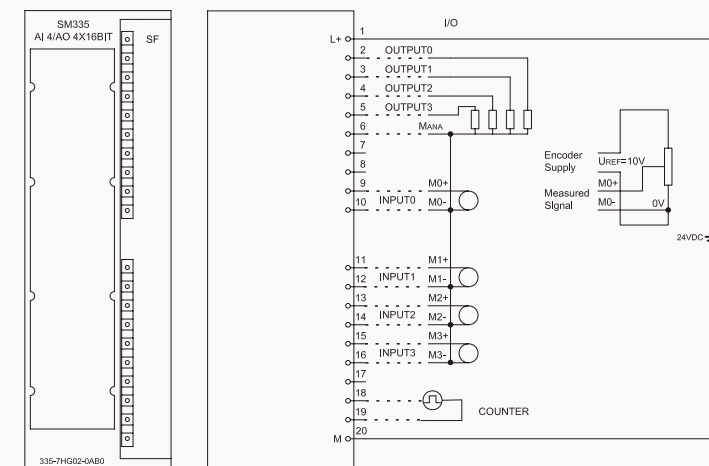 SM335
AI 4/AO 4X16BIT
SF
335-7HG02-0AB0
I/O
L+ 1
2 OUTPUT0
3 OUTPUT1
4 OUTPUT2
5 OUTPUT3
6 MANA
7
8
9 M0+
10 INPUT0 M0-
11 M1+
12 INPUT1 M1-
13 M2+
14 INPUT2 M2-
15 M3+
16 INPUT3 M3-
17
18
19 COUNTER
M 20
Encoder
Supply
UREF=10V
Measured
SIgnal
M0+
M0- 0V
24VDC